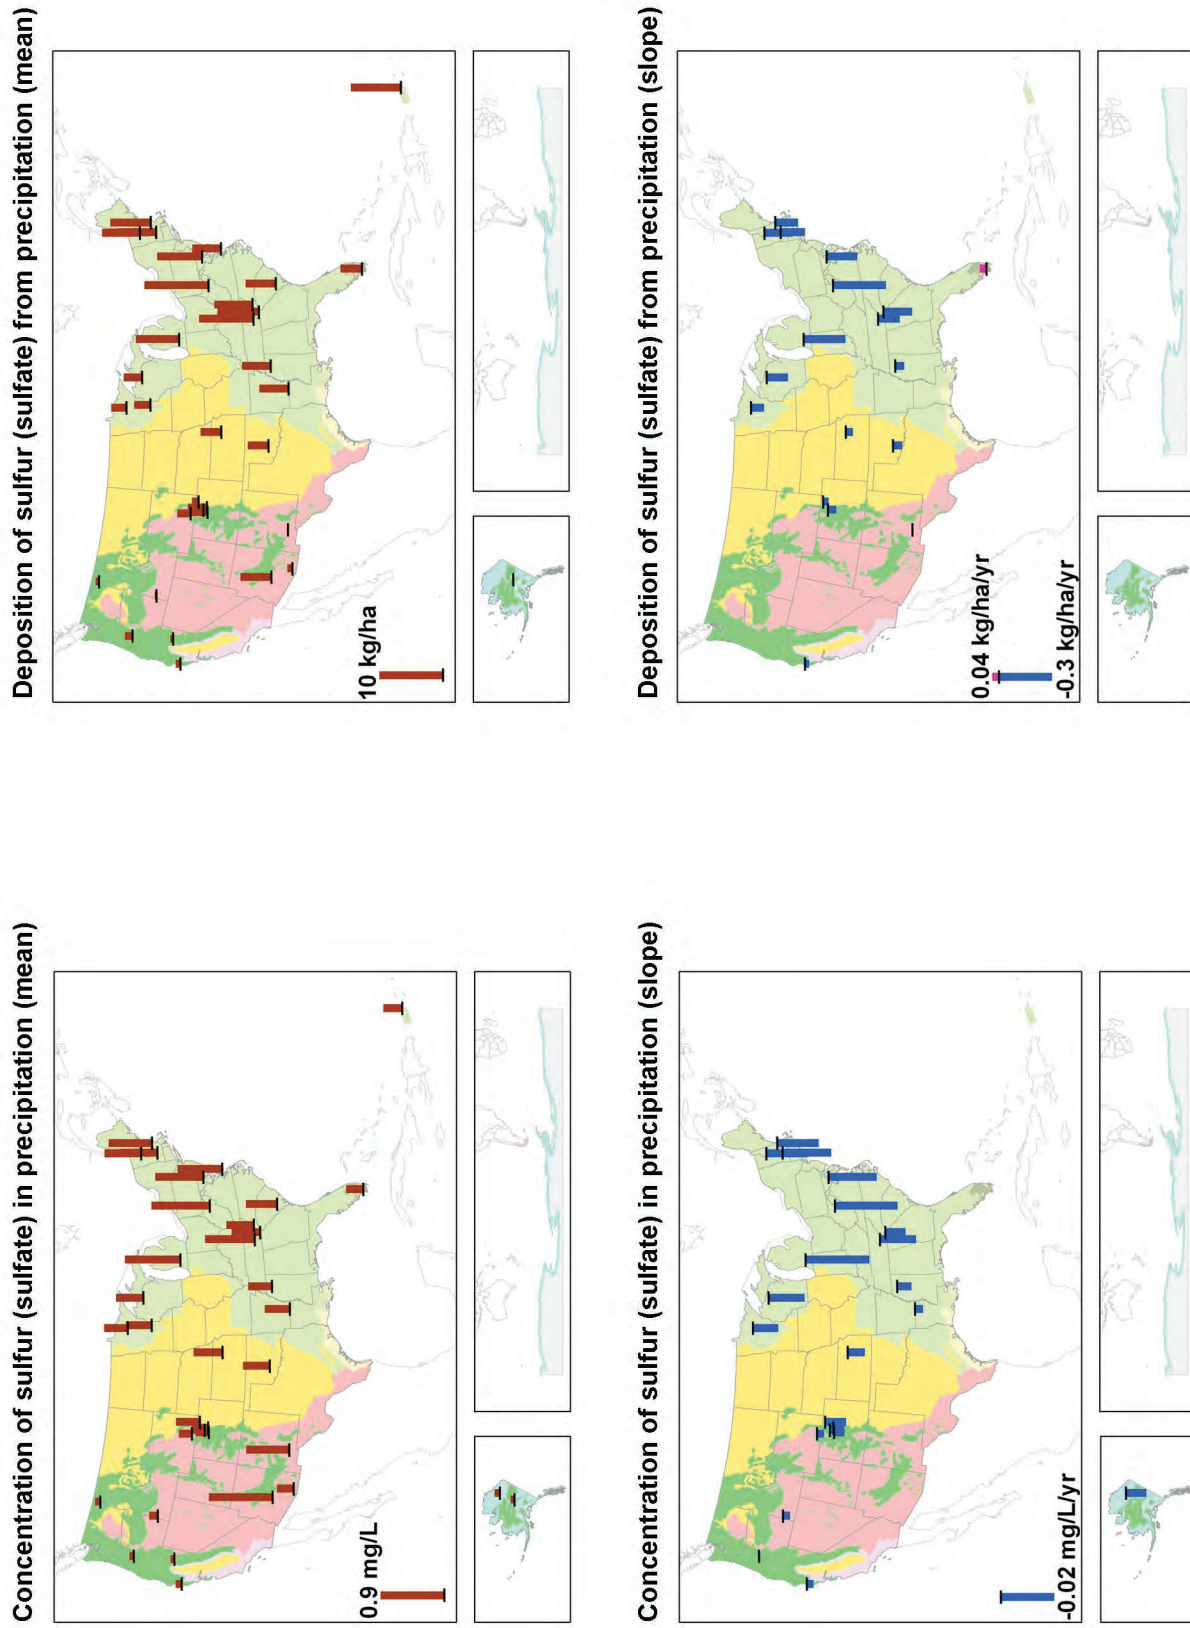 Concentration of sulfur (sulfate) in precipitation (mean)
0.9 mg/L
Deposition of sulfur (sulfate) from precipitation (mean)
10 kg/ha
Concentration of sulfur (sulfate) in precipitation (slope)
-0.02 mg/L/yr
Deposition of sulfur (sulfate) from precipitation (slope)
0.04 kg/ha/yr
-0.3 kg/ha/yr